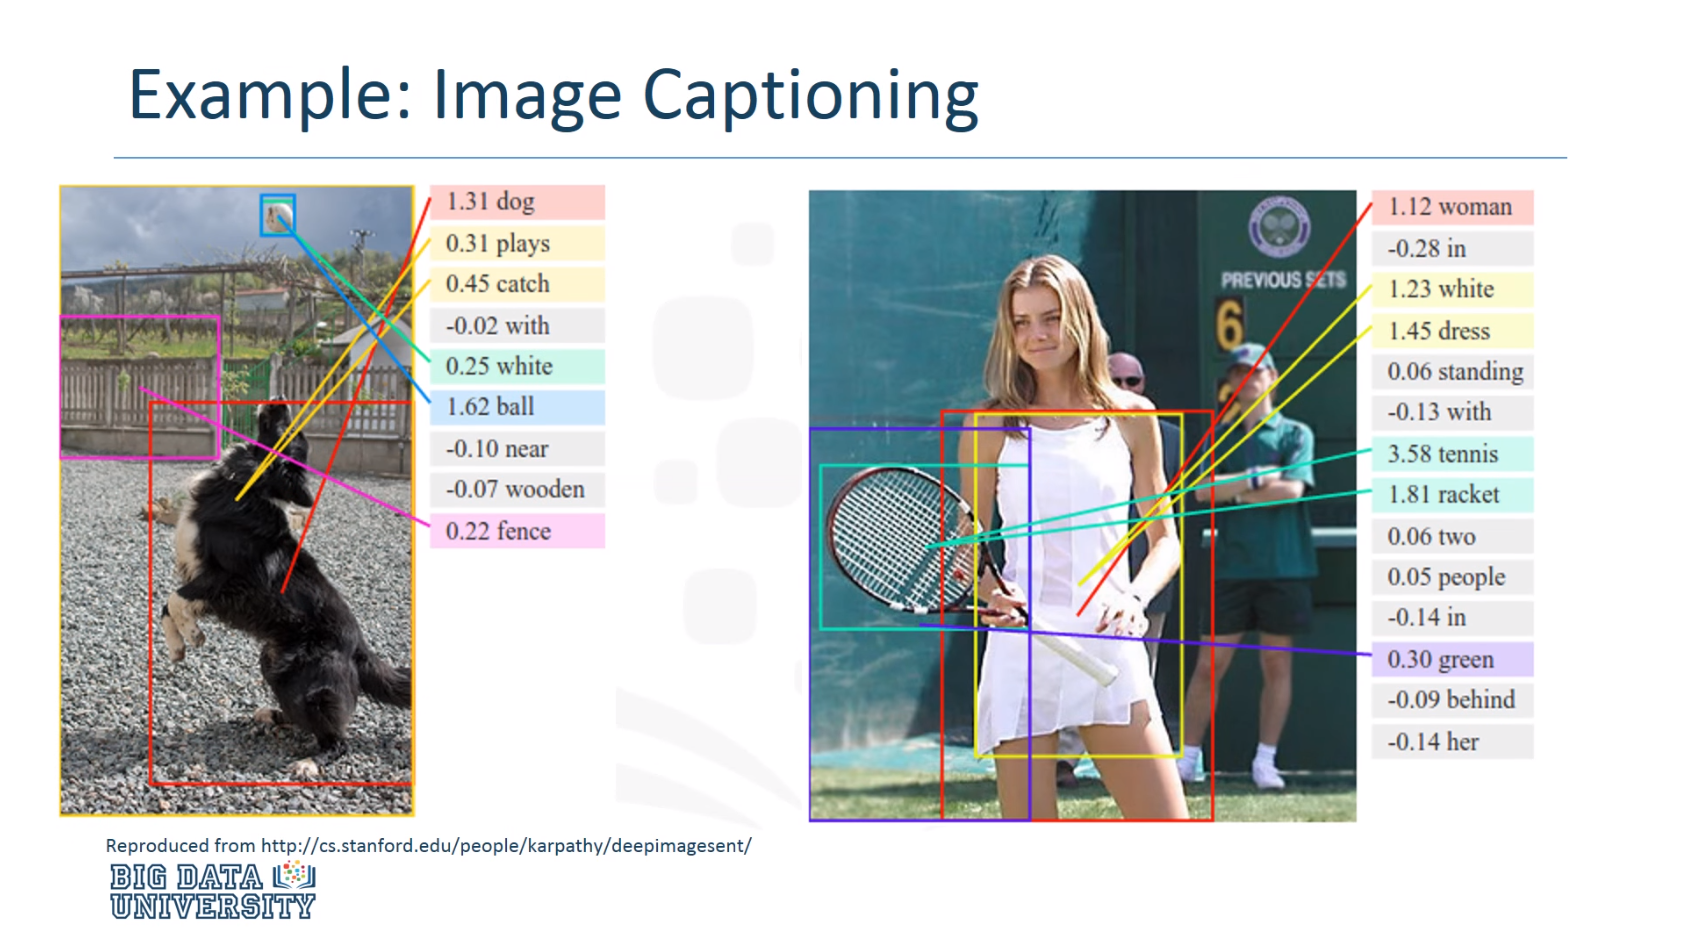 Example: Image Captioning
1.31 dog
0.31 plays
0.45 catch
-0.02 with
0.25 white
1.62 ball
-0.10 near
-0.07 wooden
0.22 fence
PREVIOUS SETS
6
1.12 woman
-0.28 in
1.23 white
1.45 dress
0.06 standing
-0.13 with
3.58 tennis
1.81 racket
0.06 two
0.05 people
-0.14 in
0.30 green
-0.09 behind
-0.14 her
Reproduced from http://cs.stanford.edu/people/karpathy/deepimagesent/
BIG DATA
UNIVERSITY